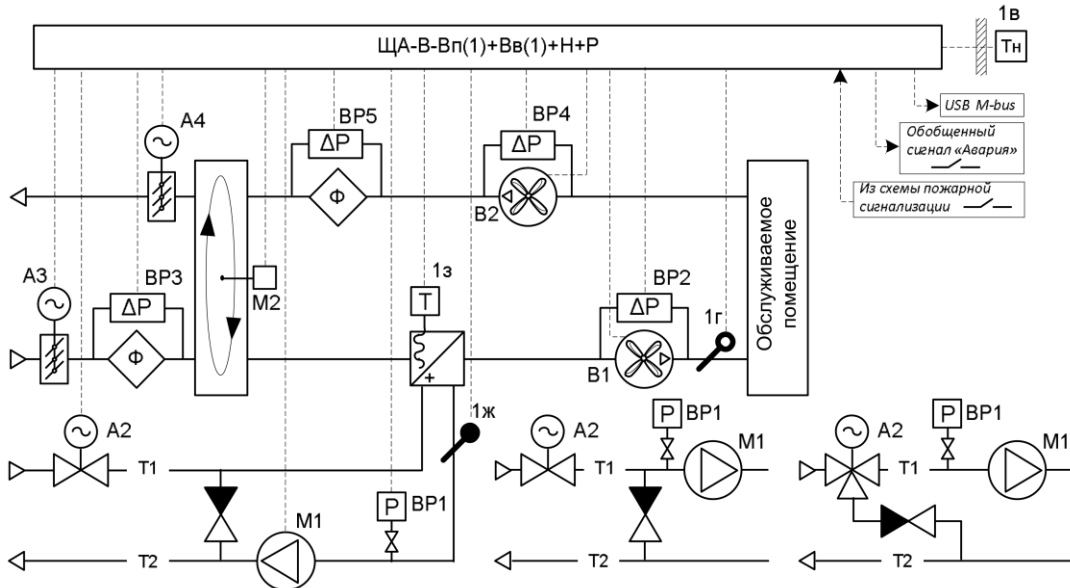 1в
ЩА-В-Вп(1)+Вв(1)+Н+Р
Тн
USB M-bus
Обобщенный
сигнал «Авария»
Из схемы пожарной
сигнализации
А4
ВР5
ΔР
ВР4
ΔР
Ф
В2
А3
ВР3
ΔР
Ф
М2
1з
Т
+
ВР2
ΔР
В1
1г
Обслуживаемое
помещение
А2
Т1
1ж
Р
ВР1
М1
Т2
А2
Т1
Р
ВР1
М1
Т2
А2
Т1
Р
ВР1
М1
Т2